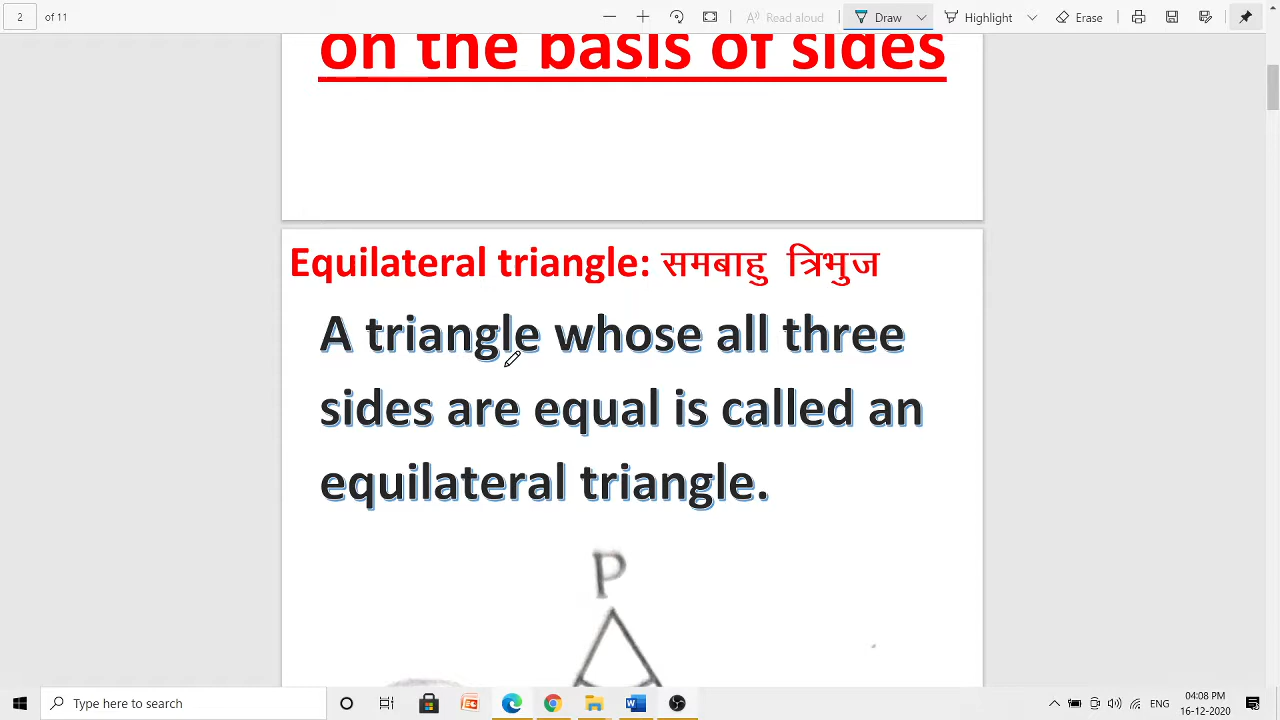 2 of 11 Read aloud Draw Highlight Erase
on the basis of sides
Equilateral triangle: समबाहु त्रिभुज
A triangle whose all three
sides are equal is called an
equilateral triangle.
P
Type here to search
04:08 PM
16-12-2020